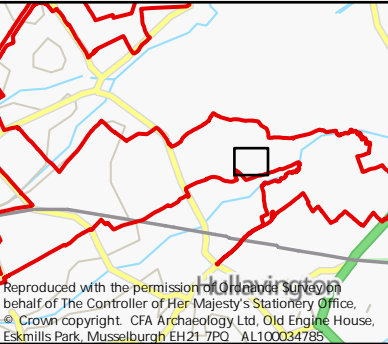 Hullavington
Reproduced with the permission of Ordnance Survey on
behalf of The Controller of Her Majesty's Stationery Office,
© Crown copyright. CFA Archaeology Ltd, Old Engine House,
Eskmills Park, Musselburgh EH21 7PQ AL100034785